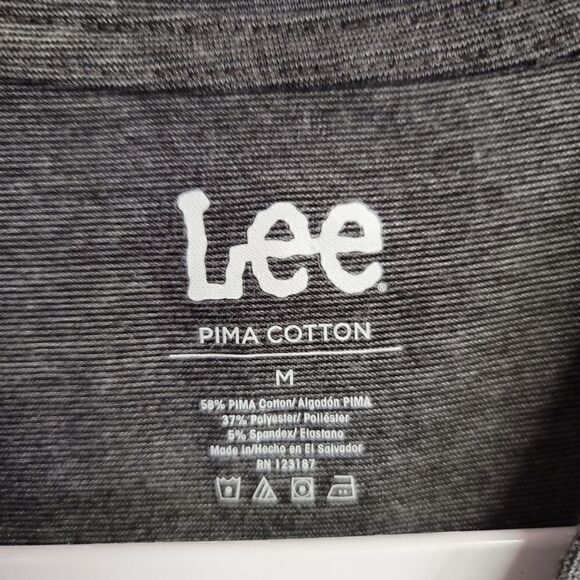 Lee®
PIMA COTTON
M
58% PIMA Cotton/ Algodón PIMA
37% Polyester/ Poliéster
5% Spandex/ Elastano
Made in/Hecho en El Salvador
RN 123187